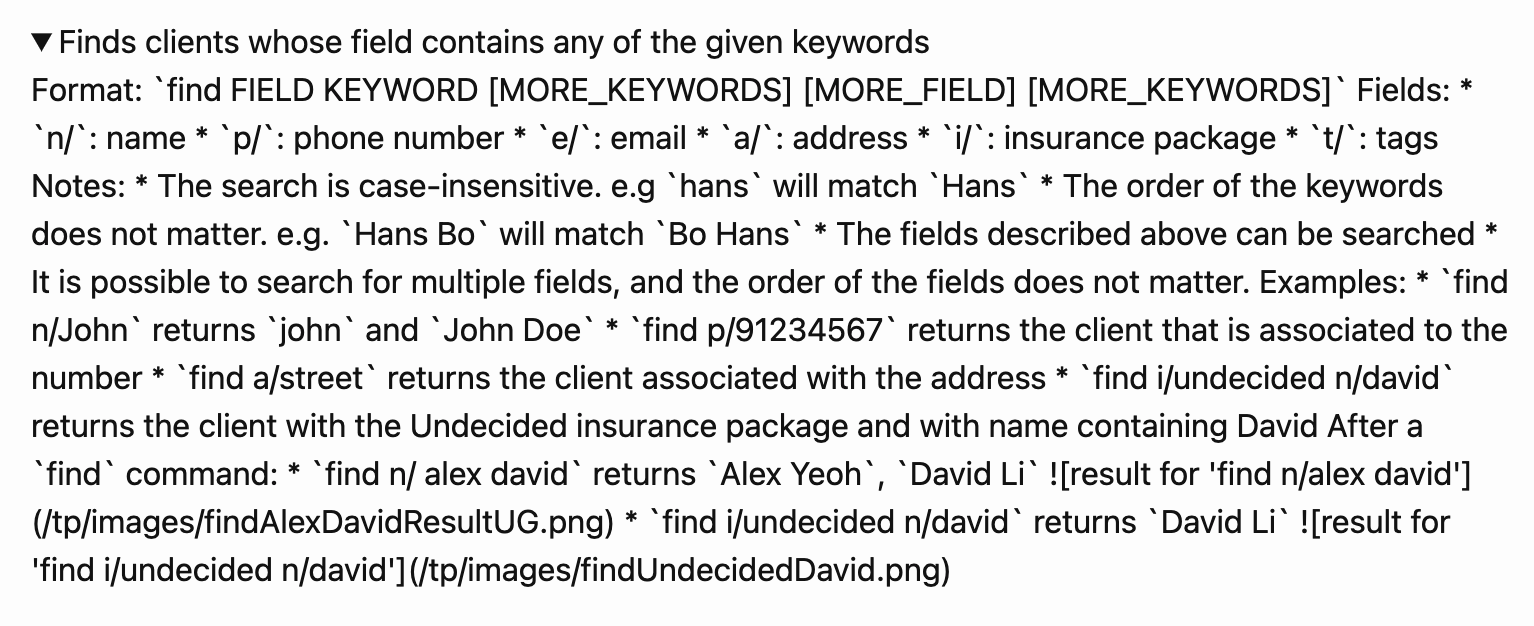 ▼ Finds clients whose field contains any of the given keywords
Format: `find FIELD KEYWORD [MORE_KEYWORDS] [MORE_FIELD] [MORE_KEYWORDS]` Fields: *
`n/`: name * `p/`: phone number * `e/`: email * `a/`: address * `i/`: insurance package * `t/`: tags
Notes: * The search is case-insensitive. e.g `hans` will match `Hans` * The order of the keywords
does not matter. e.g. `Hans Bo` will match `Bo Hans` * The fields described above can be searched *
It is possible to search for multiple fields, and the order of the fields does not matter. Examples: * `find
n/John` returns `john` and `John Doe` * `find p/91234567` returns the client that is associated to the
number * `find a/street` returns the client associated with the address * `find i/undecided n/david`
returns the client with the Undecided insurance package and with name containing David After a
`find` command: * `find n/ alex david` returns `Alex Yeoh`, `David Li` ![result for 'find n/alex david']
(/tp/images/findAlexDavidResultUG.png) * `find i/undecided n/david` returns `David Li` ![result for
'find i/undecided n/david'](/tp/images/findUndecidedDavid.png)